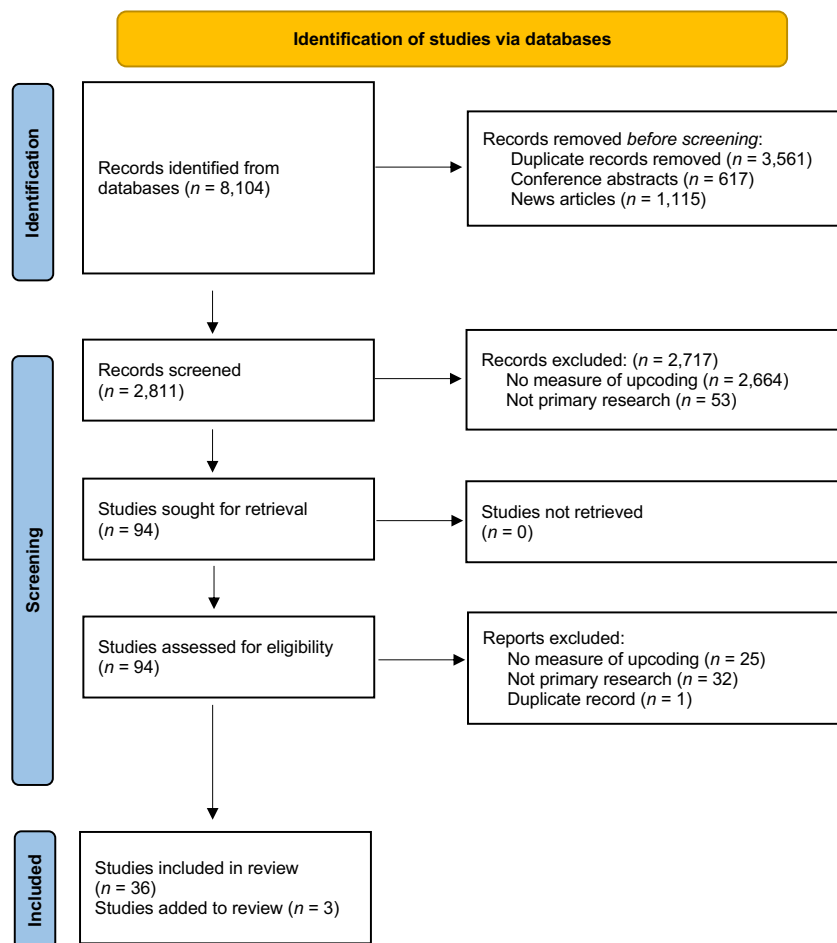 Identification of studies via databases
Identification
Records identified from
databases (n = 8,104)
Records removed before screening:
Duplicate records removed (n = 3,561)
Conference abstracts (n = 617)
News articles (n = 1,115)
Screening
Records screened
(n = 2,811)
Records excluded: (n = 2,717)
No measure of upcoding (n = 2,664)
Not primary research (n = 53)
Studies sought for retrieval
(n = 94)
Studies not retrieved
(n = 0)
Studies assessed for eligibility
(n = 94)
Reports excluded:
No measure of upcoding (n = 25)
Not primary research (n = 32)
Duplicate record (n = 1)
Included
Studies included in review
(n = 36)
Studies added to review (n = 3)